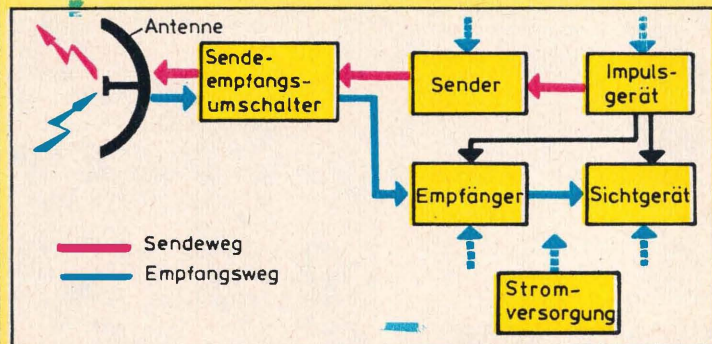 Antenne
Sende-
empfangs-
umschalter
Sender
Impuls-
gerät
Empfänger
Sichtgerät
Sendeweg
Empfangsweg
Strom-
versorgung